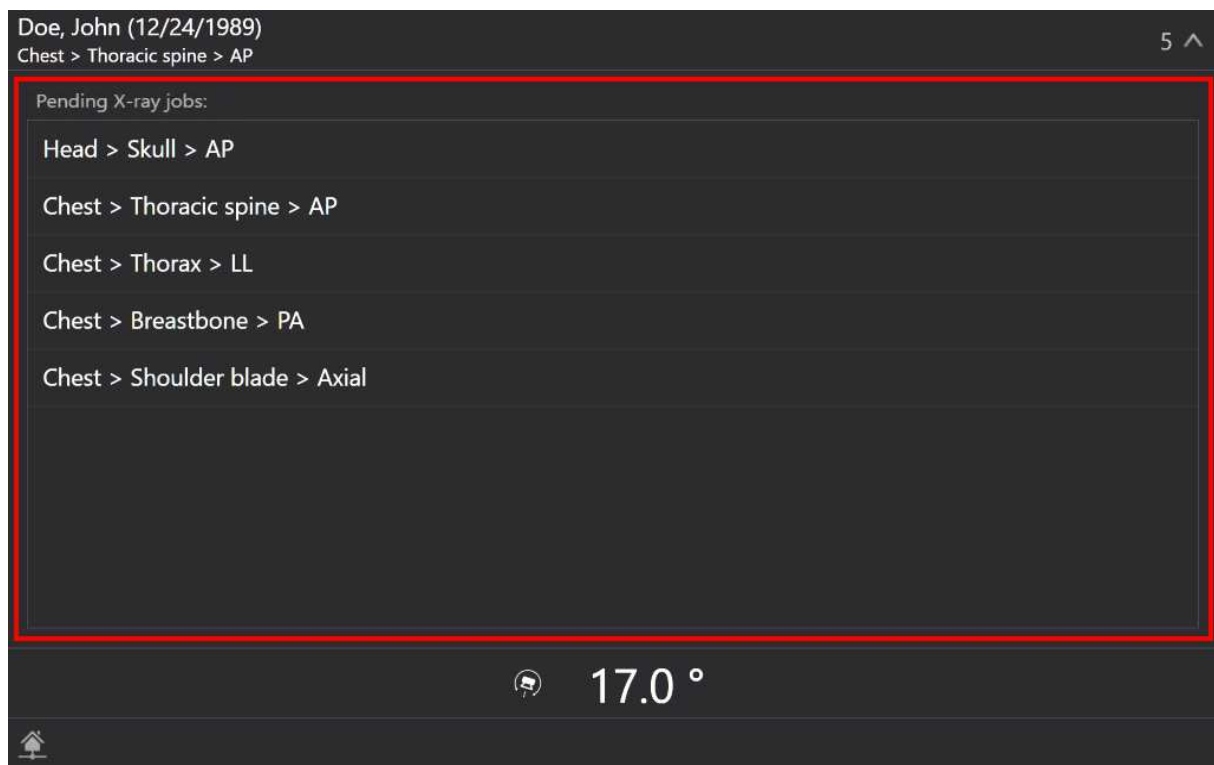 Doe, John (12/24/1989)
Chest > Thoracic spine > AP
5
Pending X-ray jobs:
Head > Skull > AP
Chest > Thoracic spine > AP
Chest > Thorax > LL
Chest > Breastbone > PA
Chest > Shoulder blade > Axial
17.0 °